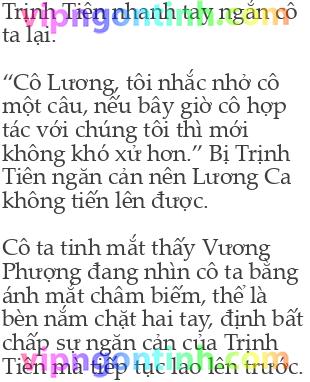 Trịnh Tiên nhanh tay ngăn cô
ta lại.
“Cô Lương, tôi nhắc nhở cô
một câu, nếu bây giờ cô hợp
tác với chúng tôi thì mới
không khó xử hơn.” Bị Trịnh
Tiên ngăn cản nên Lương Ca
không tiến lên được.
Cô ta tinh mắt thấy Vương
Phượng đang nhìn cô ta bằng
ánh mắt châm biếm, thế là
bèn nắm chặt hai tay, định bất
chấp sự ngăn cản của Trịnh
Tiên mà tiếp tục lao lên trước.
vipngontinh.com
vipngontinh.com